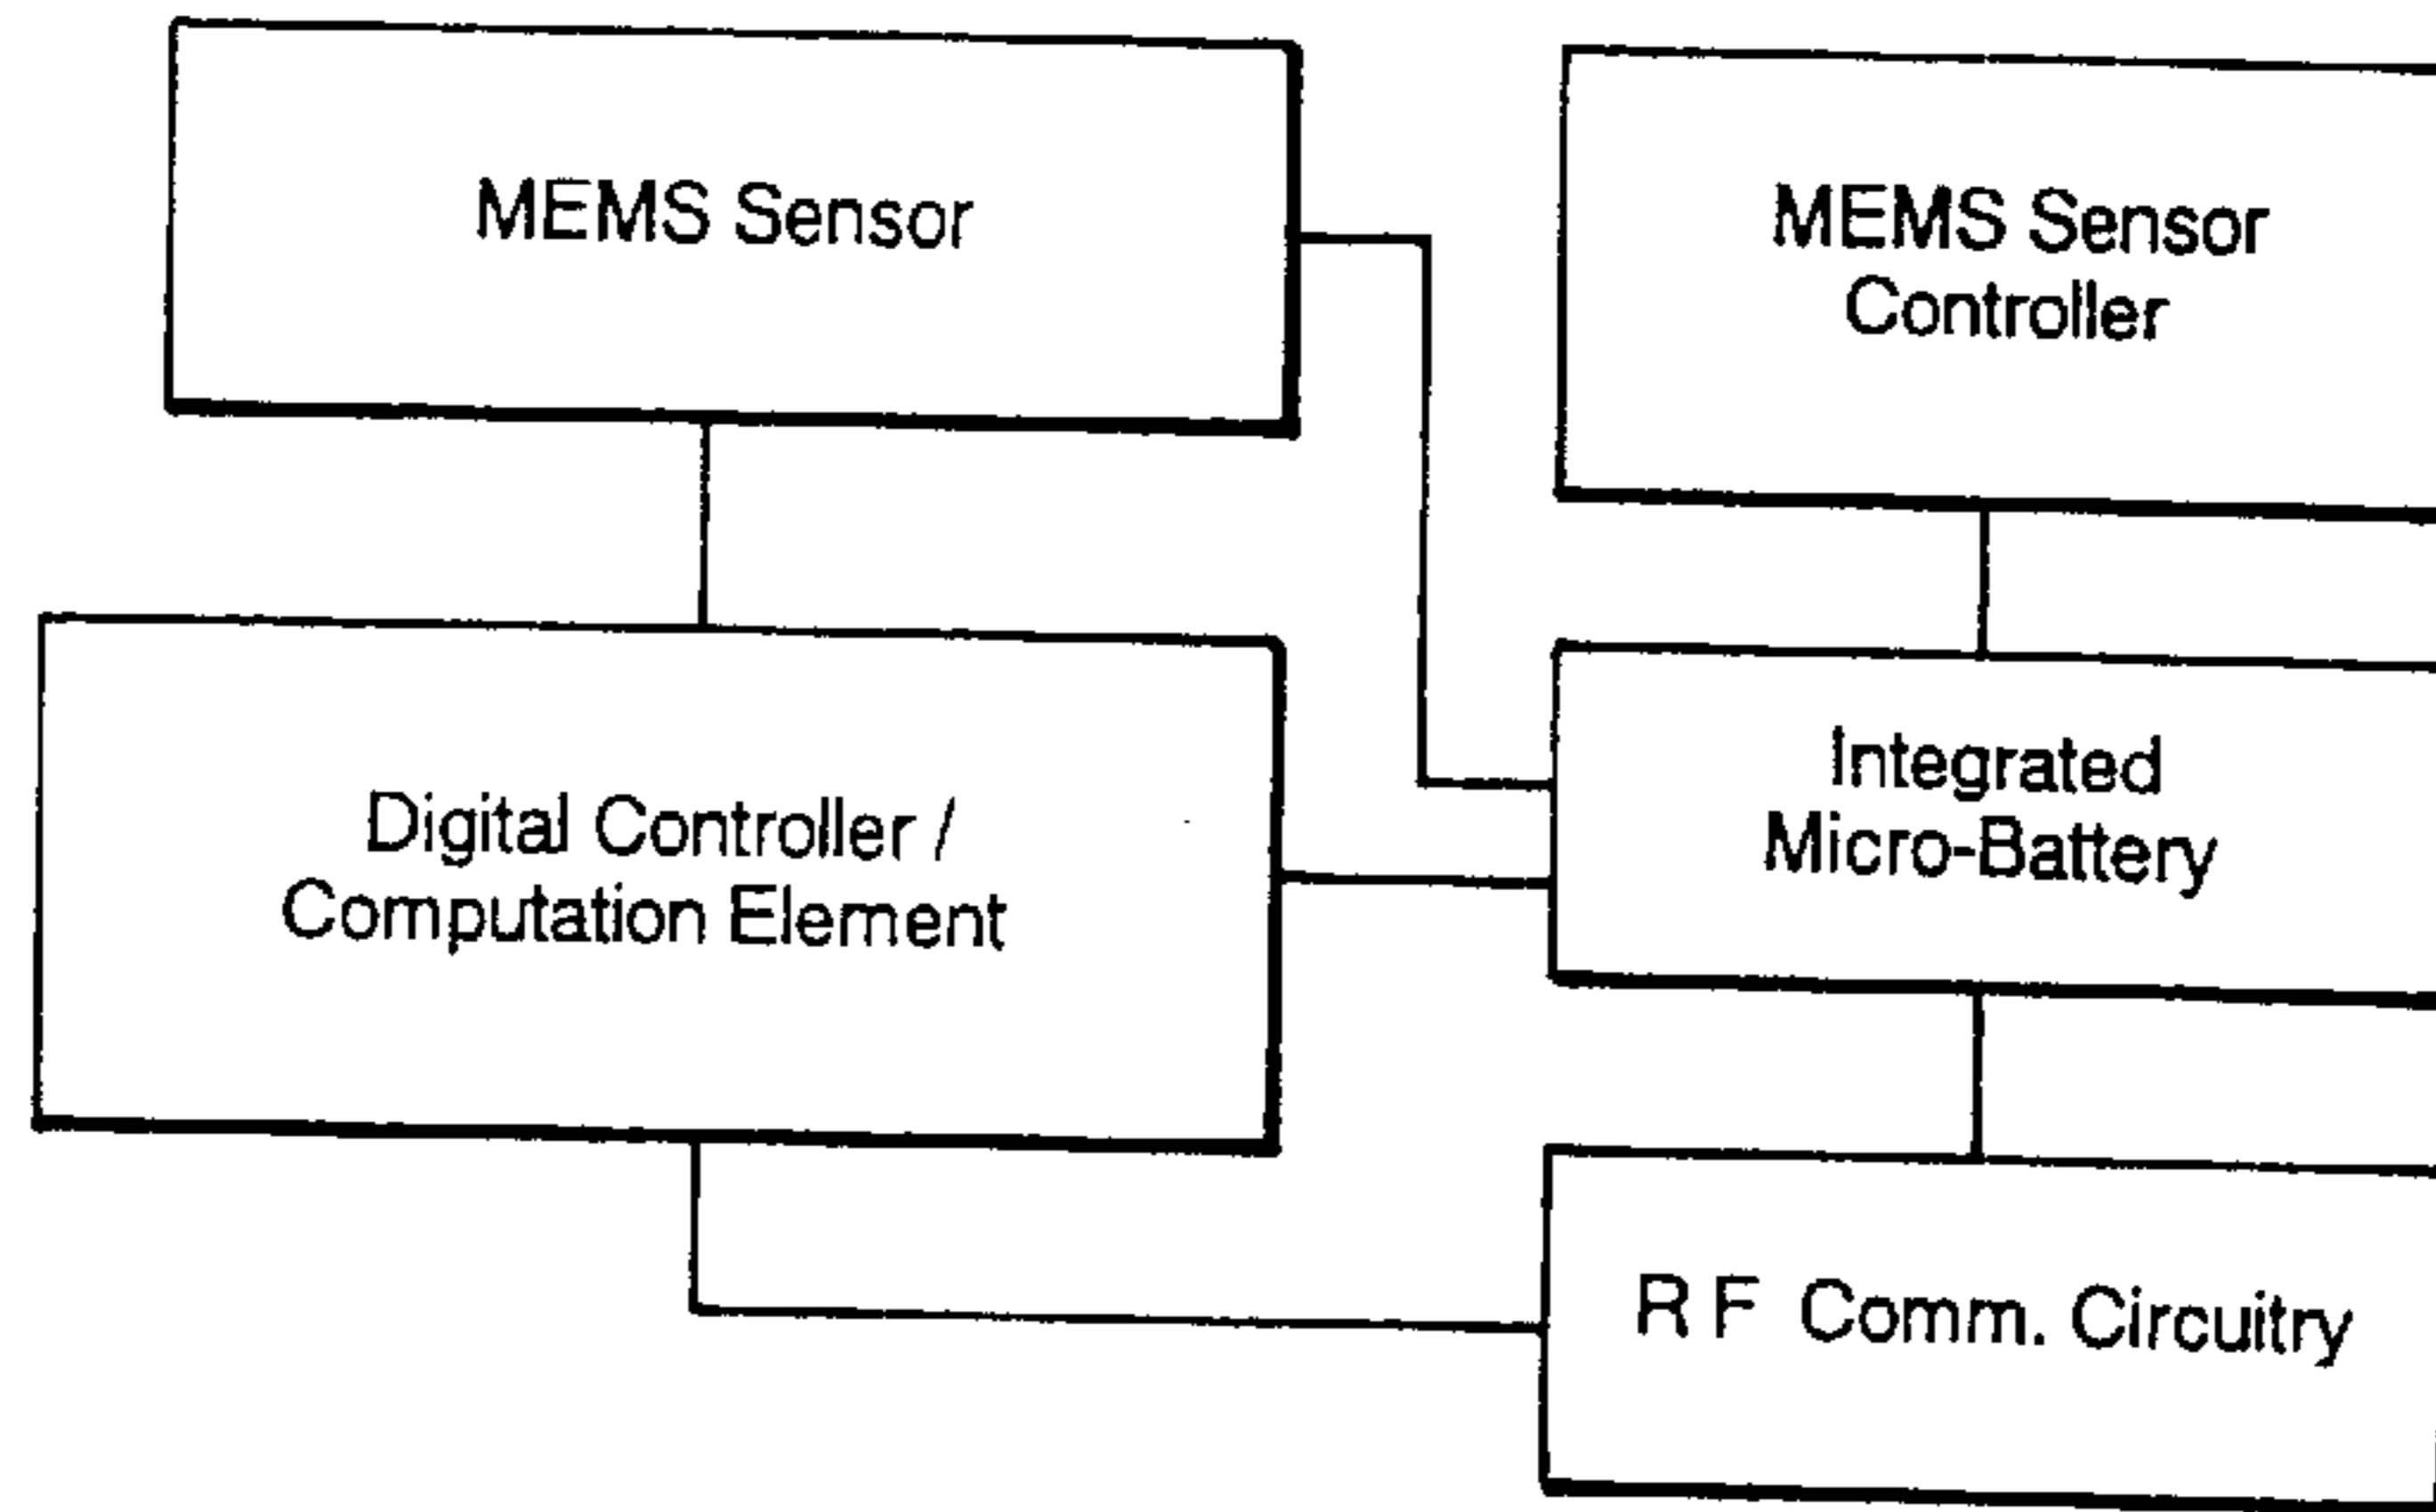 MEMS Sensor
MEMS Sensor
Controller
Digital Controller /
Computation Element
Integrated
Micro-Battery
R F Comm. Circuitry